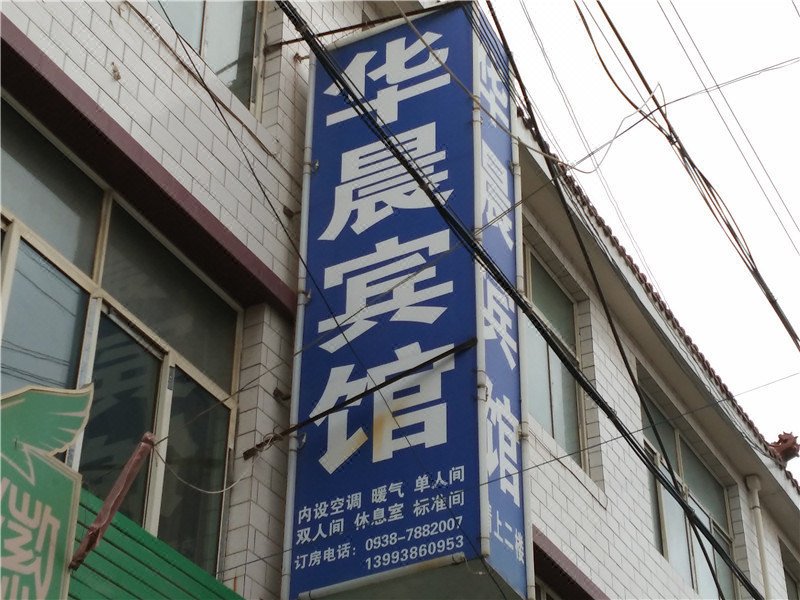 华晨宾馆
内设空调 暖气 单人间
双人间 休息室 标准间
订房电话：0938-7882007
13993860953
华晨宾馆
上二楼